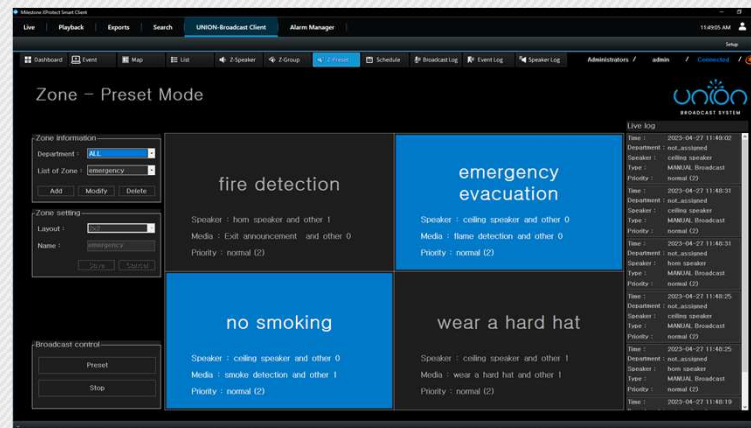 Milestone XProtect Smart Client
Live Playback Exports Search UNION-Broadcast Client Alarm Manager 11:49:05 AM
Setup
Dashboard Event Map List Z-Speaker Z-Group Z-Preset Schedule Broadcast Log Event Log Speaker Log Administrators / admin / Connected /
Zone - Preset Mode
union
BROADCAST SYSTEM
Zone information
Department : ALL
List of Zone : emergency
Add Modify Delete
Zone setting
Layout : 2x2
Name : emergency
Save Cancel
Broadcast control
Preset
Stop
fire detection
Speaker : horn speaker and other 1
Media : Exit announcement and other 0
Priority : normal (2)
emergency
evacuation
Speaker : ceiling speaker and other 0
Media : flame detection and other 0
Priority : normal (2)
no smoking
Speaker : ceiling speaker and other 0
Media : smoke detection and other 1
Priority : normal (2)
wear a hard hat
Speaker : ceiling speaker and other 1
Media : wear a hard hat and other 1
Priority : normal (2)
Live log
Time : 2023-04-27 11:49:02
Department : not_assigned
Speaker : ceiling speaker
Type : MANUAL Broadcast
Priority : normal (2)
Time : 2023-04-27 11:48:31
Department : not_assigned
Speaker : ceiling speaker
Type : MANUAL Broadcast
Priority : normal (2)
Time : 2023-04-27 11:48:31
Department : not_assigned
Speaker : horn speaker
Type : MANUAL Broadcast
Priority : normal (2)
Time : 2023-04-27 11:48:25
Department : not_assigned
Speaker : ceiling speaker
Type : MANUAL Broadcast
Priority : normal (2)
Time : 2023-04-27 11:48:25
Department : not_assigned
Speaker : horn speaker
Type : MANUAL Broadcast
Priority : normal (2)
Time : 2023-04-27 11:48:19